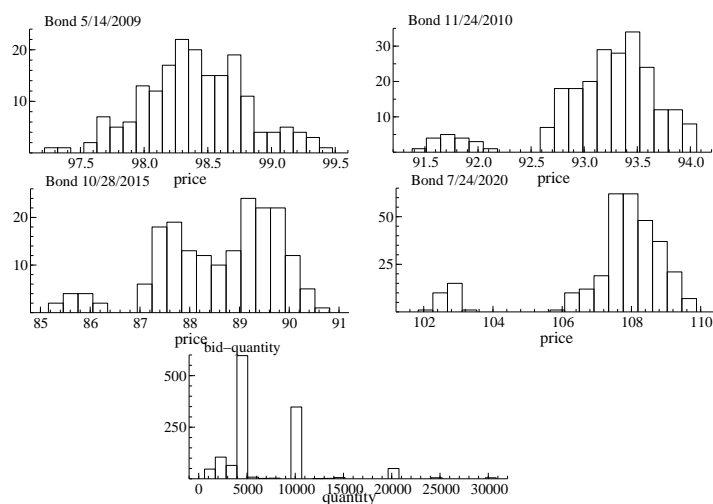 Bond 5/14/2009
20
10
97.5 98.0 98.5 99.0 99.5
price
Bond 11/24/2010
30
20
10
91.5 92.0 92.5 93.0 93.5 94.0
price
Bond 10/28/2015
20
10
85 86 87 88 89 90 91
price
Bond 7/24/2020
50
25
102 104 106 108 110
price
bid-quantity
500
250
0 5000 10000 15000 20000 25000 30000
quantity